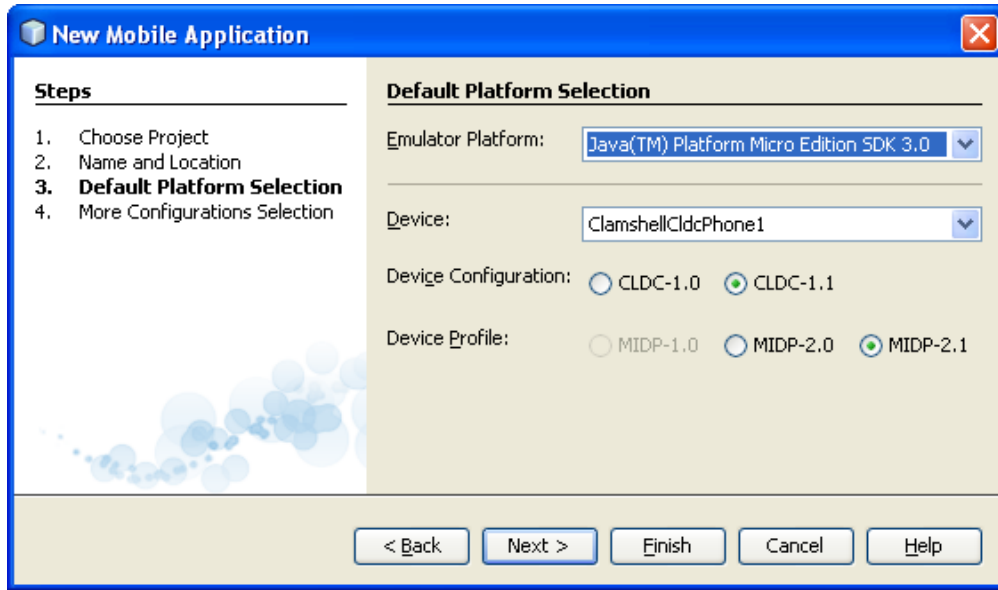 New Mobile Application
Steps
1. Choose Project
2. Name and Location
3. Default Platform Selection
4. More Configurations Selection
Default Platform Selection
Emulator Platform: Java(TM) Platform Micro Edition SDK 3.0
Device: ClamshellCldcPhone1
Device Configuration: CLDC-1.0 CLDC-1.1
Device Profile: MIDP-1.0 MIDP-2.0 MIDP-2.1
< Back Next > Finish Cancel Help